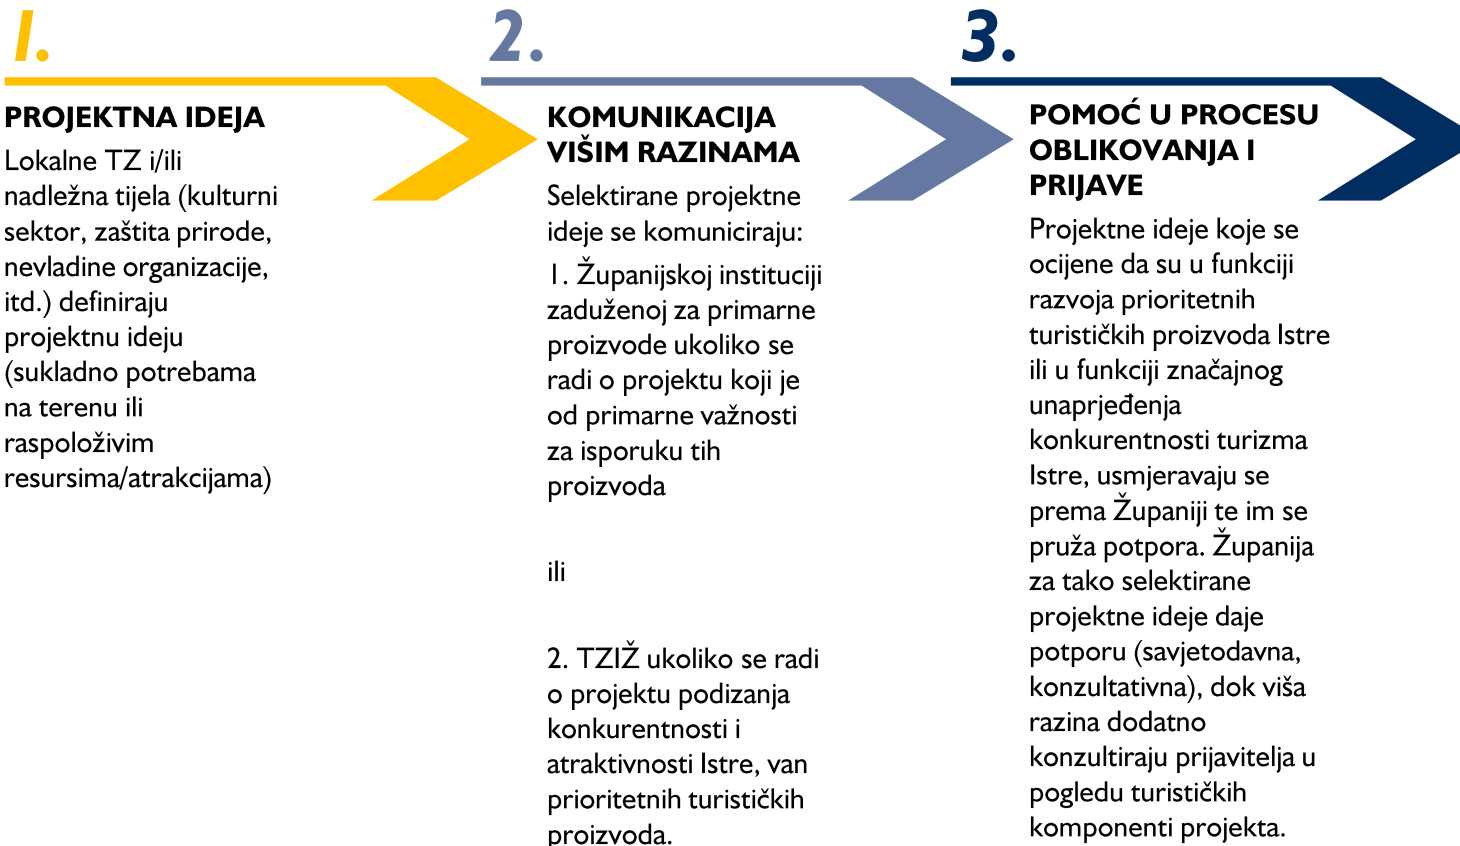 1.
PROJEKTNA IDEJA
Lokalne TZ i/ili
nadležna tijela (kulturni
sektor, zaštita prirode,
nevladine organizacije,
itd.) definiraju
projektnu ideju
(sukladno potrebama
na terenu ili
raspoloživim
resursima/atrakcijama)
2.
KOMUNIKACIJA
VIŠIM RAZINAMA
Selektirane projektne
ideje se komuniciraju:
1. Županijskoj instituciji
zaduženoj za primarne
proizvode ukoliko se
radi o projektu koji je
od primarne važnosti
za isporuku tih
proizvoda
ili
2. TZIŽ ukoliko se radi
o projektu podizanja
konkurentnosti i
atraktivnosti Istre, van
prioritetnih turističkih
proizvoda.
3.
POMOĆ U PROCESU
OBLIKOVANJA I
PRIJAVE
Projektne ideje koje se
ocijene da su u funkciji
razvoja prioritetnih
turističkih proizvoda Istre
ili u funkciji značajnog
unaprjeđenja
konkurentnosti turizma
Istre, usmjeravaju se
prema Županiji te im se
pruža potpora. Županija
za tako selektirane
projektne ideje daje
potporu (savjetodavna,
konzultativna), dok viša
razina dodatno
konzultiraju prijavitelja u
pogledu turističkih
komponenti projekta.